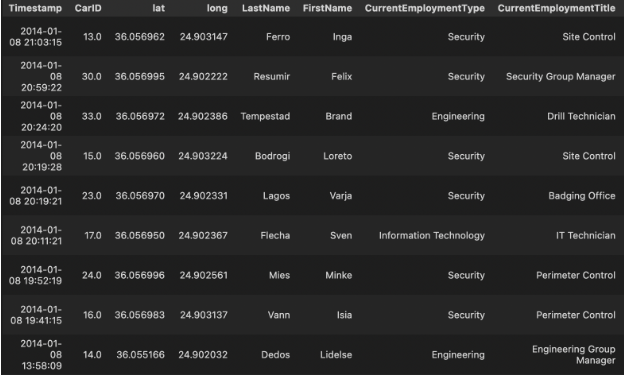 Timestamp CarID lat long LastName FirstName CurrentEmploymentType CurrentEmploymentTitle
2014-01-
08 21:03:15 13.0 36.056962 24.903147 Ferro Inga Security Site Control
2014-01-
08
20:59:22 30.0 36.056995 24.902222 Resumir Felix Security Security Group Manager
2014-01-
08
20:24:20 33.0 36.056972 24.902386 Tempestad Brand Engineering Drill Technician
2014-01-
08
20:19:28 15.0 36.056960 24.903224 Bodrogi Loreto Security Site Control
2014-01-
08 20:19:21 23.0 36.056970 24.902331 Lagos Varja Security Badging Office
2014-01-
08 20:11:21 17.0 36.056950 24.902367 Flecha Sven Information Technology IT Technician
2014-01-
08 19:52:19 24.0 36.056996 24.902561 Mies Minke Security Perimeter Control
2014-01-
08 19:41:15 16.0 36.056983 24.903137 Vann Isia Security Perimeter Control
2014-01-
08
13:58:09 14.0 36.055166 24.902032 Dedos Lidelse Engineering Engineering Group
Manager